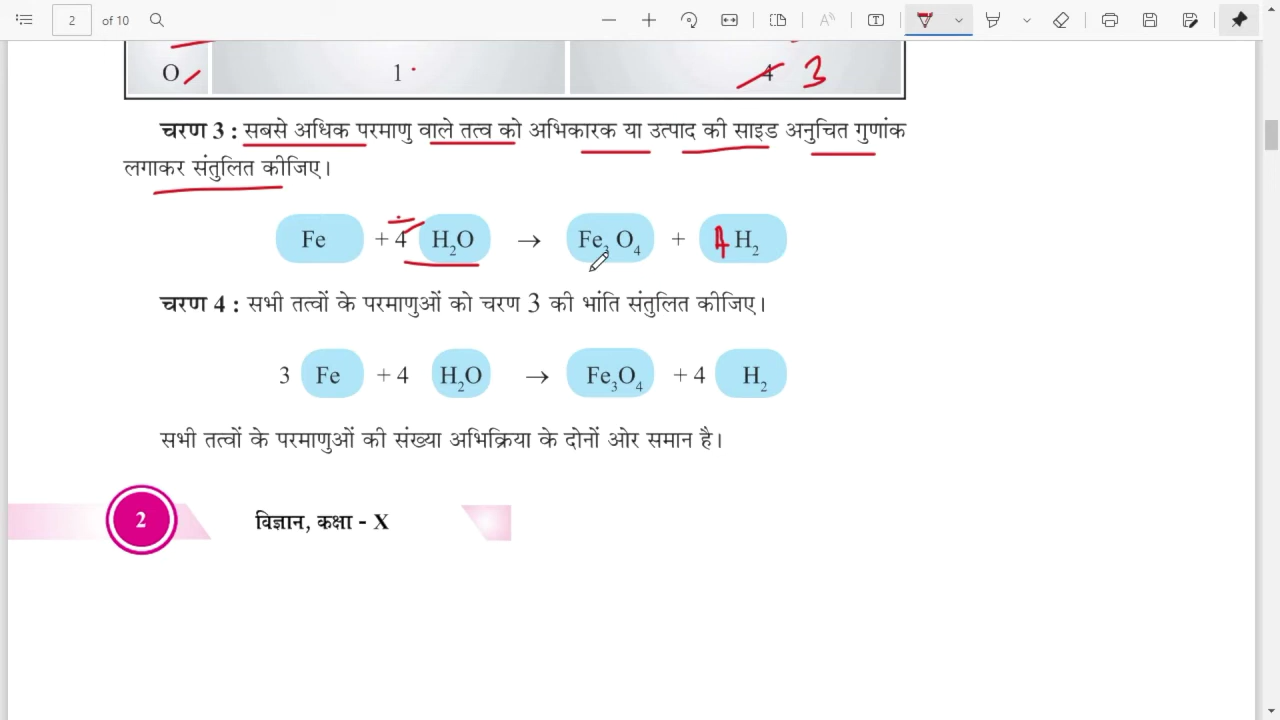 2 of 10
O 1 4 3
चरण 3 : सबसे अधिक परमाणु वाले तत्व को अभिकारक या उत्पाद की साइड अनुचित गुणांक
लगाकर संतुलित कीजिए।
Fe + 4 H₂O → Fe₃ O₄ + 4 H₂
चरण 4 : सभी तत्वों के परमाणुओं को चरण 3 की भांति संतुलित कीजिए।
3 Fe + 4 H₂O → Fe₃O₄ + 4 H₂
सभी तत्वों के परमाणुओं की संख्या अभिक्रिया के दोनों ओर समान है।
2 विज्ञान, कक्षा - X